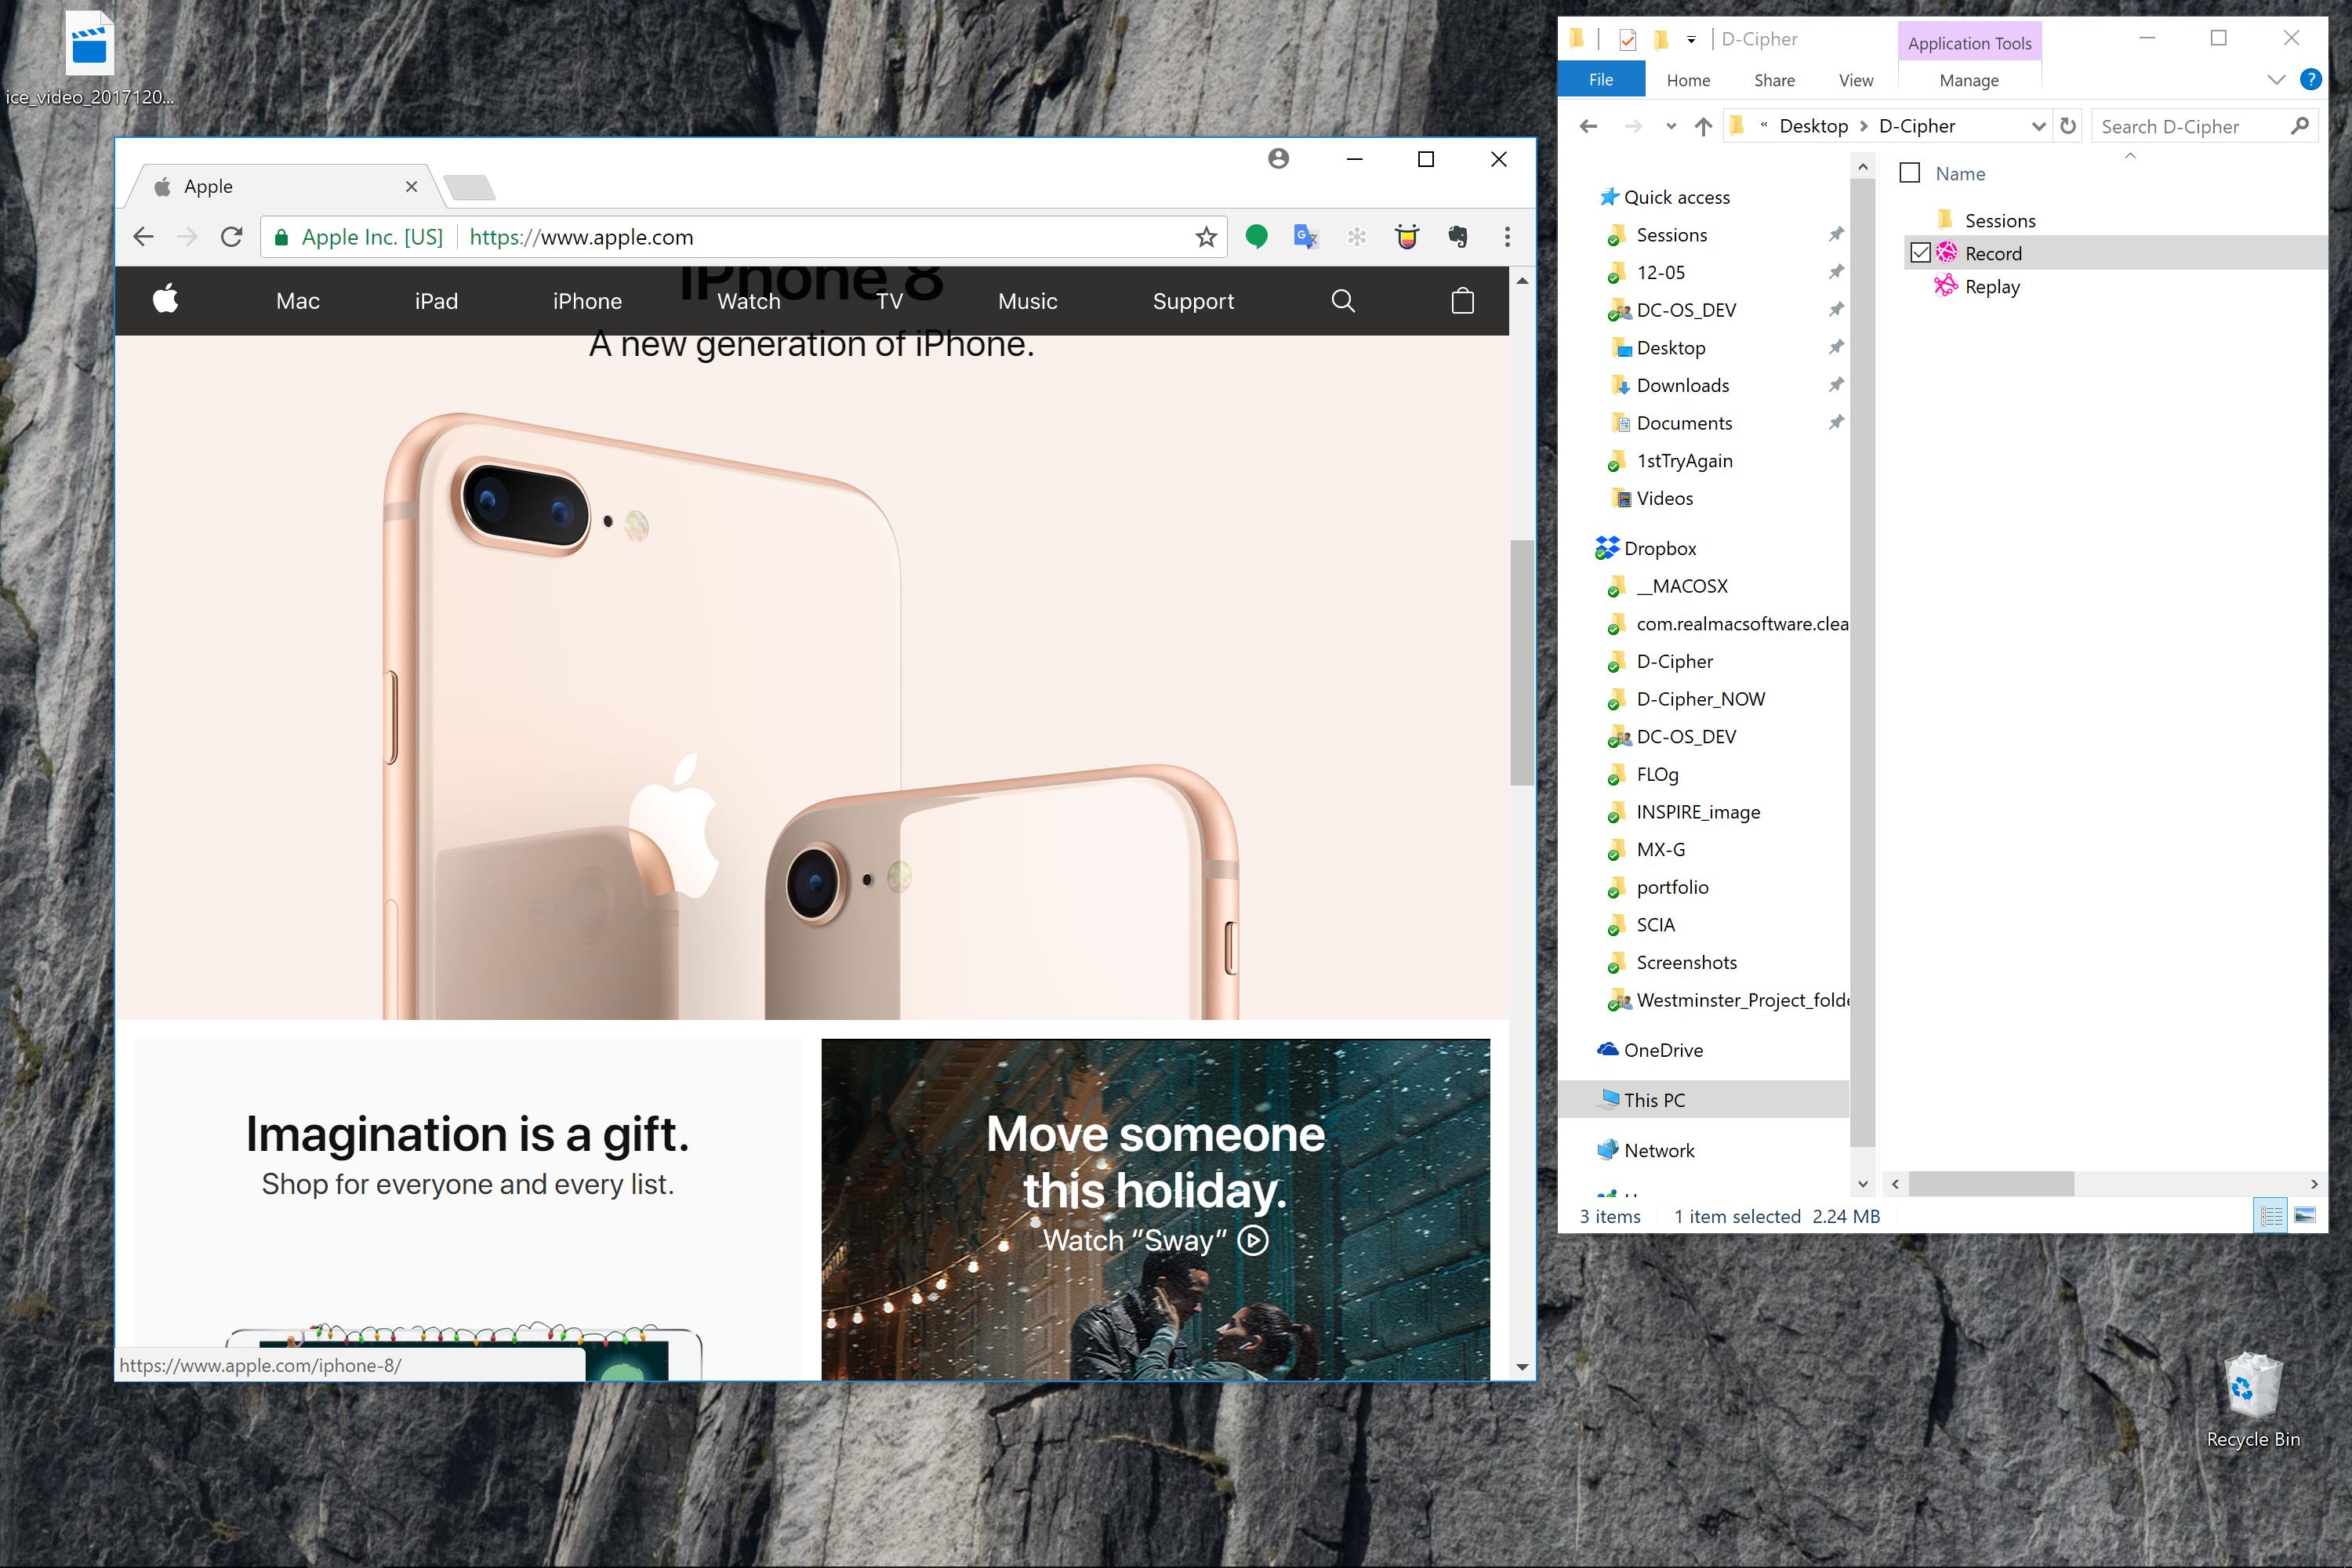 ice_video_2017120...
Apple
Apple Inc. [US]
https://www.apple.com
iPhone 8
Mac
iPad
iPhone
Watch
TV
Music
Support
A new generation of iPhone.
Imagination is a gift.
Shop for everyone and every list.
Move someone
this holiday.
Watch “Sway”
https://www.apple.com/iphone-8/
D-Cipher
Application Tools
File
Home
Share
View
Manage
?
« Desktop > D-Cipher
Search D-Cipher
Quick access
Sessions
12-05
DC-OS_DEV
Desktop
Downloads
Documents
1stTryAgain
Videos
Dropbox
__MACOSX
com.realmacsoftware.clea
D-Cipher
D-Cipher_NOW
DC-OS_DEV
FLOg
INSPIRE_image
MX-G
portfolio
SCIA
Screenshots
Westminster_Project_folde
OneDrive
This PC
Network
Name
Sessions
Record
Replay
3 items
1 item selected 2.24 MB
Recycle Bin